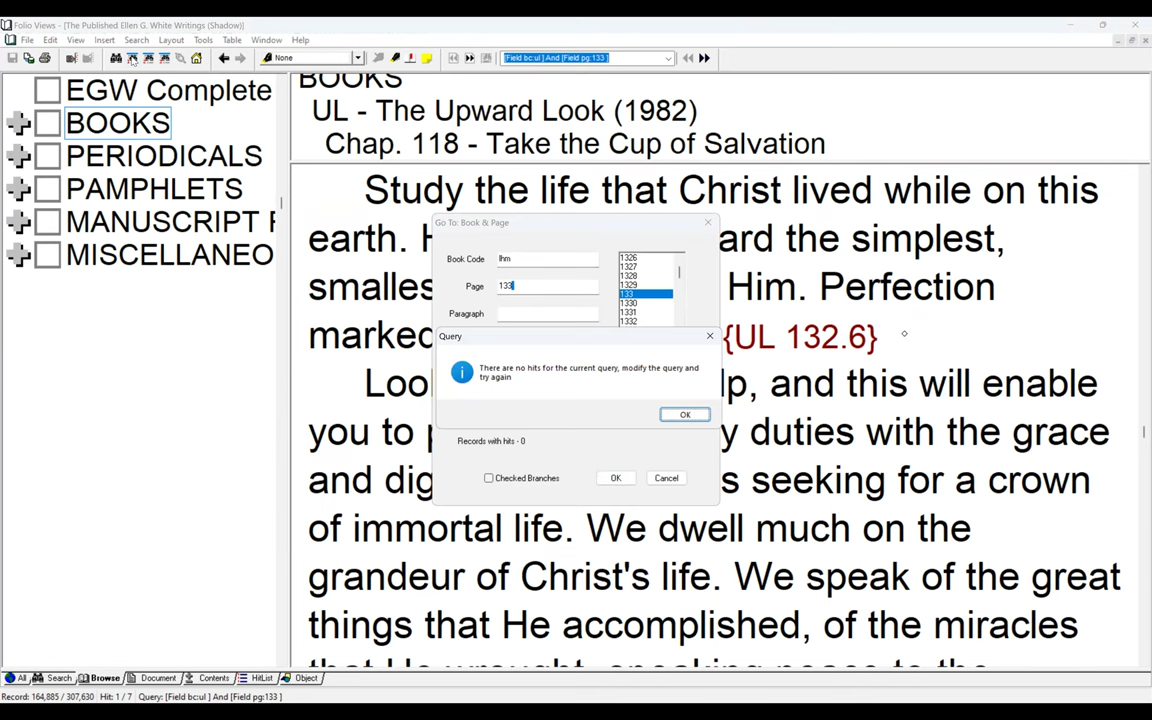 Folio Views - [The Published Ellen G. White Writings (Shadow)]
File Edit View Insert Search Layout Tools Table Window Help
None
[Field bc:ul ] And [Field pg:133 ]
EGW Complete
BOOKS
PERIODICALS
PAMPHLETS
MANUSCRIPT
MISCELLANEO
BOOKS
UL - The Upward Look (1982)
Chap. 118 - Take the Cup of Salvation
Study the life that Christ lived while on this
earth. H ard the simplest,
smalles Him. Perfection
marked {UL 132.6}
Loo lp, and this will enable
you to p y duties with the grace
and dig s seeking for a crown
of immortal life. We dwell much on the
grandeur of Christ's life. We speak of the great
things that He accomplished, of the miracles
Go To: Book & Page
Book Code lhm
Page 133
Paragraph
1326
1327
1328
1329
133
1330
1331
1332
Query
There are no hits for the current query, modify the query and
try again
OK
Records with hits - 0
Checked Branches OK Cancel
All Search Browse Document Contents HitList Object
Record: 164,885 / 307,630 Hit: 1 / 7 Query: [Field bc:ul ] And [Field pg:133 ]